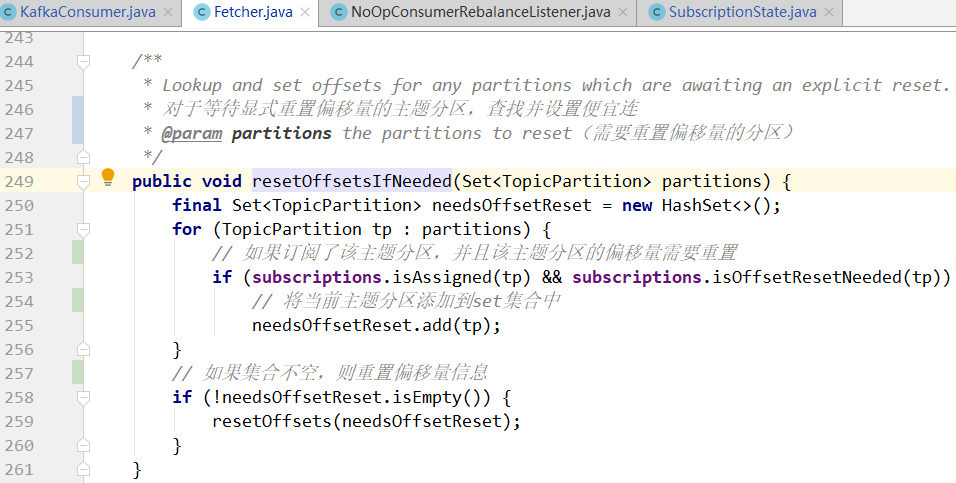 KafkaConsumer.java × Fetcher.java × NoOpConsumerRebalanceListener.java × SubscriptionState.java ×
243
244 /**
245 * Lookup and set offsets for any partitions which are awaiting an explicit reset.
246 * 对于等待显式重置偏移量的主题分区，查找并设置便宜连
247 * @param partitions the partitions to reset（需要重置偏移量的分区）
248 */
249 public void resetOffsetsIfNeeded(Set<TopicPartition> partitions) {
250 final Set<TopicPartition> needsOffsetReset = new HashSet<>();
251 for (TopicPartition tp : partitions) {
252 // 如果订阅了该主题分区，并且该主题分区的偏移量需要重置
253 if (subscriptions.isAssigned(tp) && subscriptions.isOffsetResetNeeded(tp))
254 // 将当前主题分区添加到set集合中
255 needsOffsetReset.add(tp);
256 }
257 // 如果集合不空，则重置偏移量信息
258 if (!needsOffsetReset.isEmpty()) {
259 resetOffsets(needsOffsetReset);
260 }
261 }